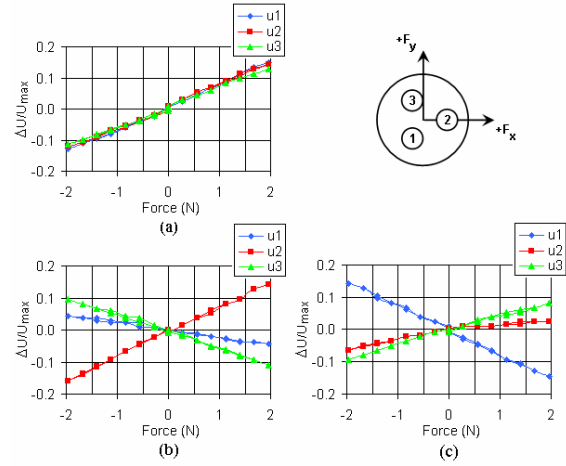 u1
u2
u3
0.2
0.1
0.0
-0.1
-0.2
ΔU/Umax
-2
-1
0
1
2
Force (N)
(a)
+Fy
3
2
1
+Fx
u1
u2
u3
0.2
0.1
0.0
-0.1
-0.2
ΔU/Umax
-2
-1
0
1
2
Force (N)
(b)
u1
u2
u3
0.2
0.1
0.0
-0.1
-0.2
ΔU/Umax
-2
-1
0
1
2
Force (N)
(c)